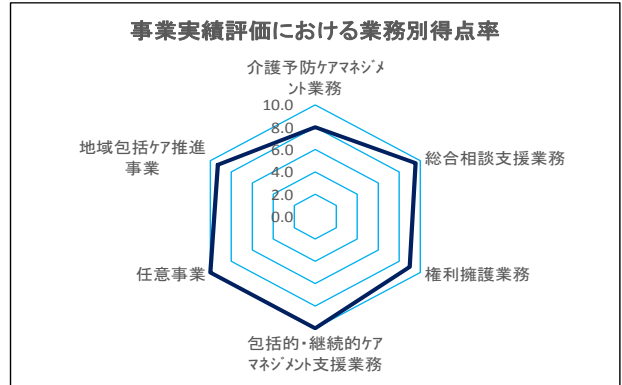 事業実績評価における業務別得点率
介護予防ケアマネジメ
ント業務
10.0
8.0
6.0
4.0
2.0
0.0
総合相談支援業務
権利擁護業務
包括的・継続的ケア
マネジメント支援業務
任意事業
地域包括ケア推進
事業